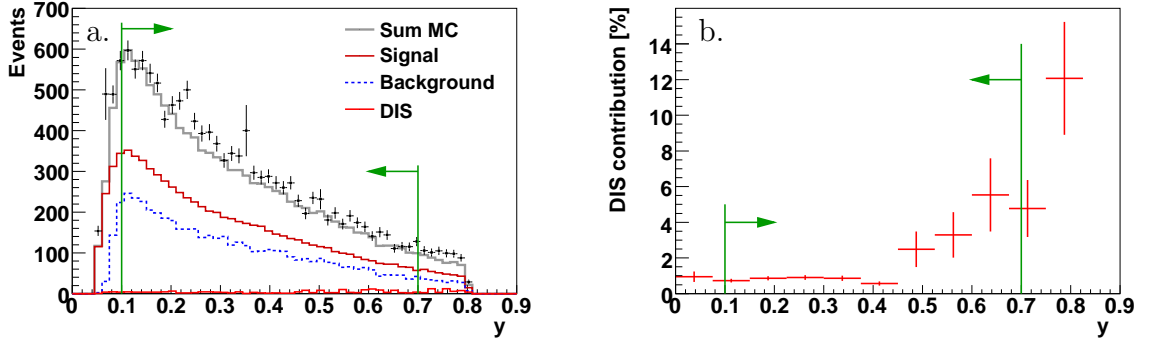 a.
Events
700
600
500
400
300
200
100
0
Sum MC
Signal
Background
DIS
0 0.1 0.2 0.3 0.4 0.5 0.6 0.7 0.8 0.9
y
b.
DIS contribution [%]
14
12
10
8
6
4
2
0
0 0.1 0.2 0.3 0.4 0.5 0.6 0.7 0.8 0.9
y